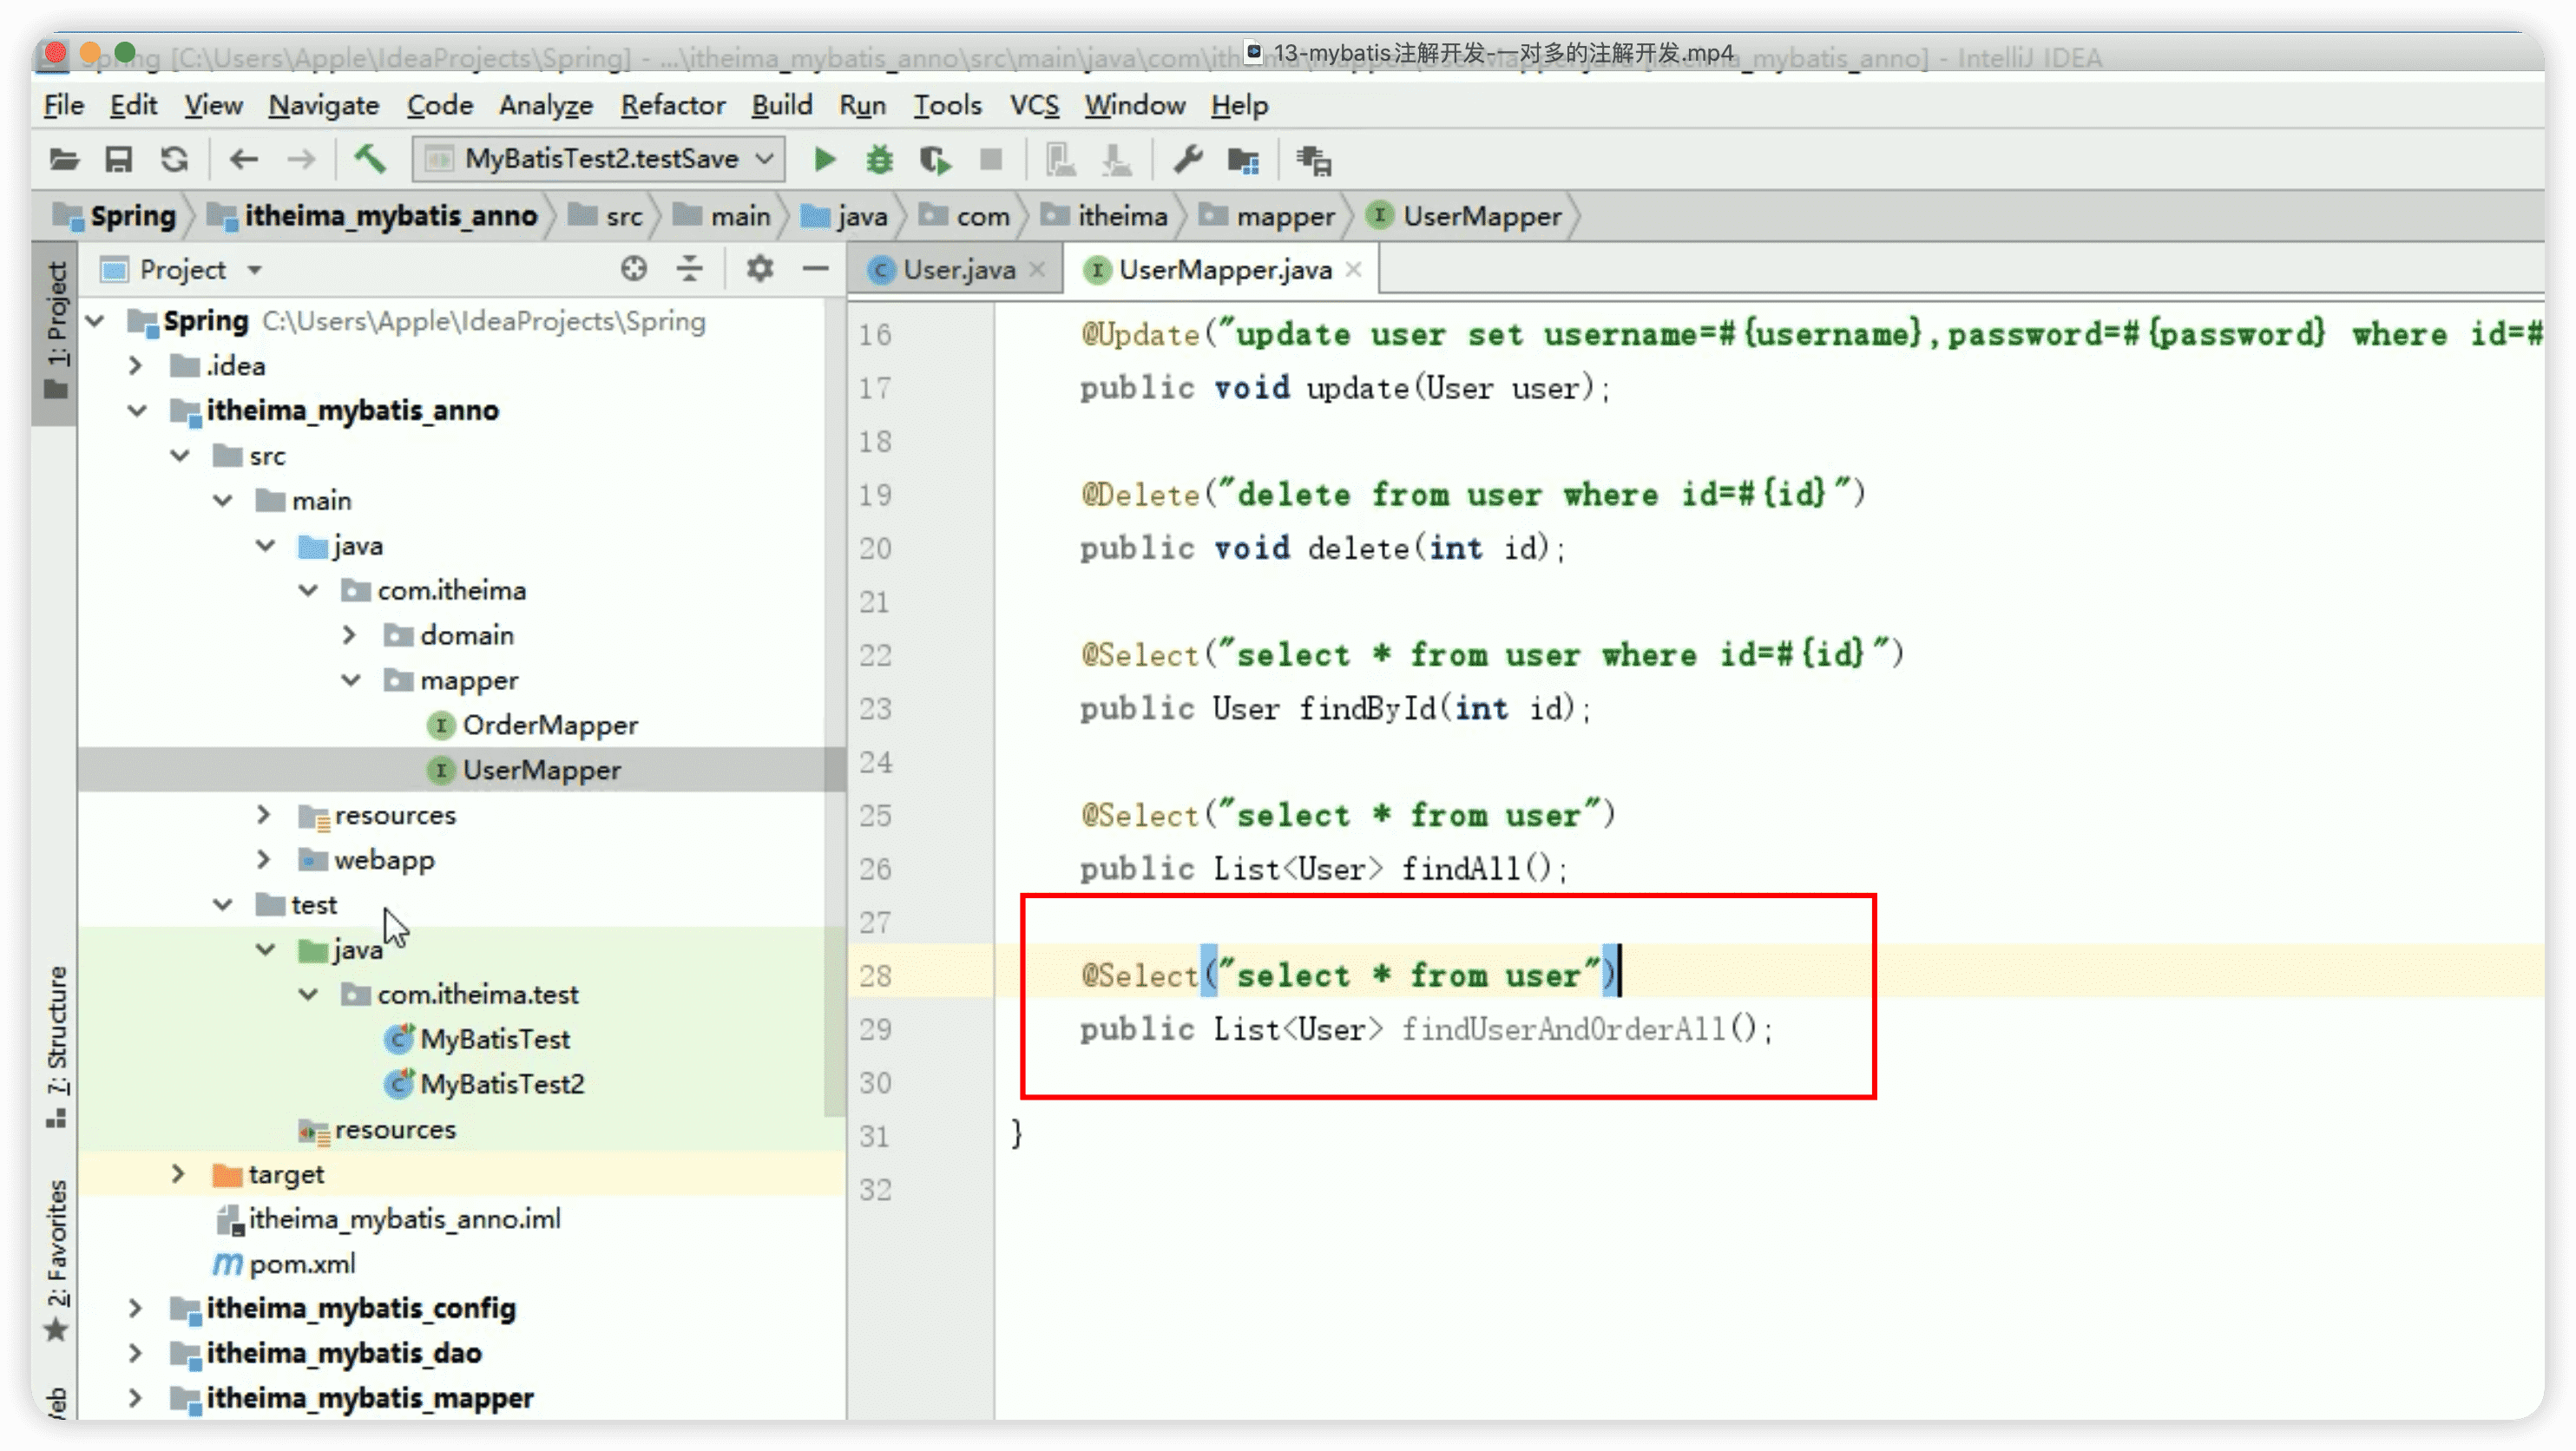 13-mybatis注解开发-一对多的注解开发.mp4
Spring [C:\Users\Apple\IdeaProjects\Spring] - ...\itheima_mybatis_anno\src\main\java\com\ith
_mybatis_anno] - IntelliJ IDEA
File Edit View Navigate Code Analyze Refactor Build Run Tools VCS Window Help
MyBatisTest2.testSave
Spring itheima_mybatis_anno src main java com itheima mapper UserMapper
1: Project
7: Structure
2: Favorites
Project
Spring C:\Users\Apple\IdeaProjects\Spring
.idea
itheima_mybatis_anno
src
main
java
com.itheima
domain
mapper
OrderMapper
UserMapper
resources
webapp
test
java
com.itheima.test
MyBatisTest
MyBatisTest2
resources
target
itheima_mybatis_anno.iml
pom.xml
itheima_mybatis_config
itheima_mybatis_dao
itheima_mybatis_mapper
User.java UserMapper.java
16 @Update("update user set username=#{username},password=#{password} where id=#
17 public void update(User user);
18
19 @Delete("delete from user where id=#{id}")
20 public void delete(int id);
21
22 @Select("select * from user where id=#{id}")
23 public User findById(int id);
24
25 @Select("select * from user")
26 public List<User> findAll();
27
28 @Select("select * from user")
29 public List<User> findUserAndOrderAll();
30
31 }
32